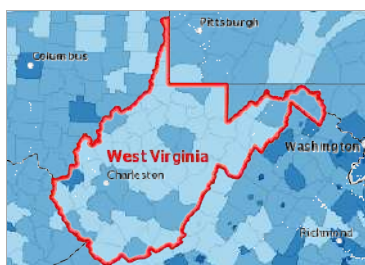 Pittsburgh
Columbus
Washington
West Virginia
Charleston
Richmond